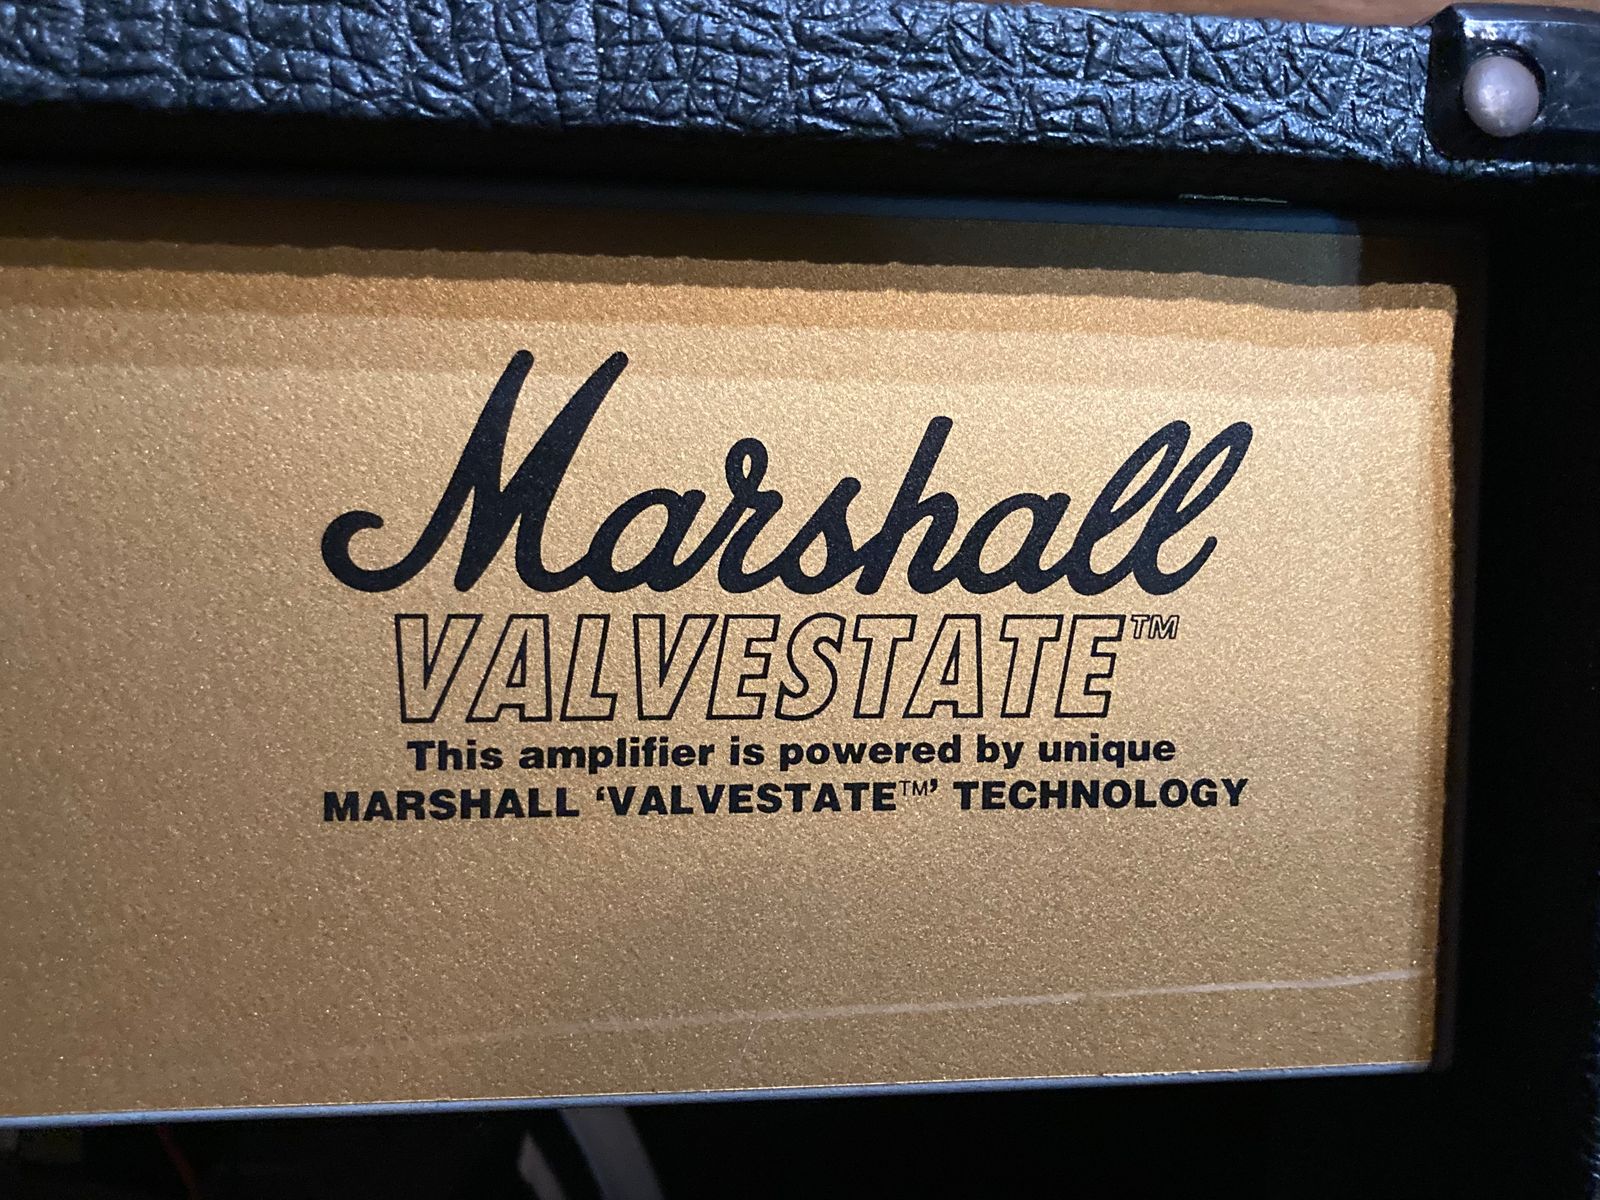 Marshall
VALVESTATE™
This amplifier is powered by unique
MARSHALL ‘VALVESTATE™’ TECHNOLOGY